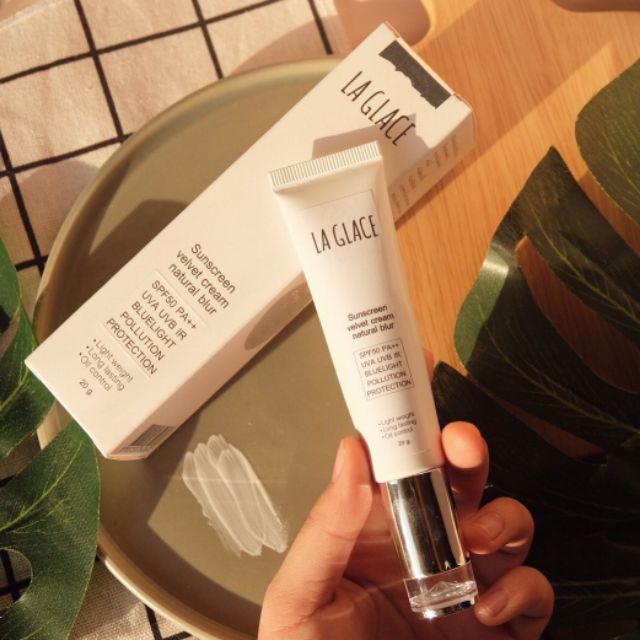 LA GLACE
Sunscreen
velvet cream
natural blur
SPF50 PA++
UVA UVB IR
BLUELIGHT
POLLUTION
PROTECTION
•Light weight
•Long lasting
•Oil control
20 g
LA GLACE
Sunscreen
velvet cream
natural blur
SPF50 PA++
UVA UVB IR
BLUELIGHT
POLLUTION
PROTECTION
•Light weight
•Long lasting
•Oil control
20 g